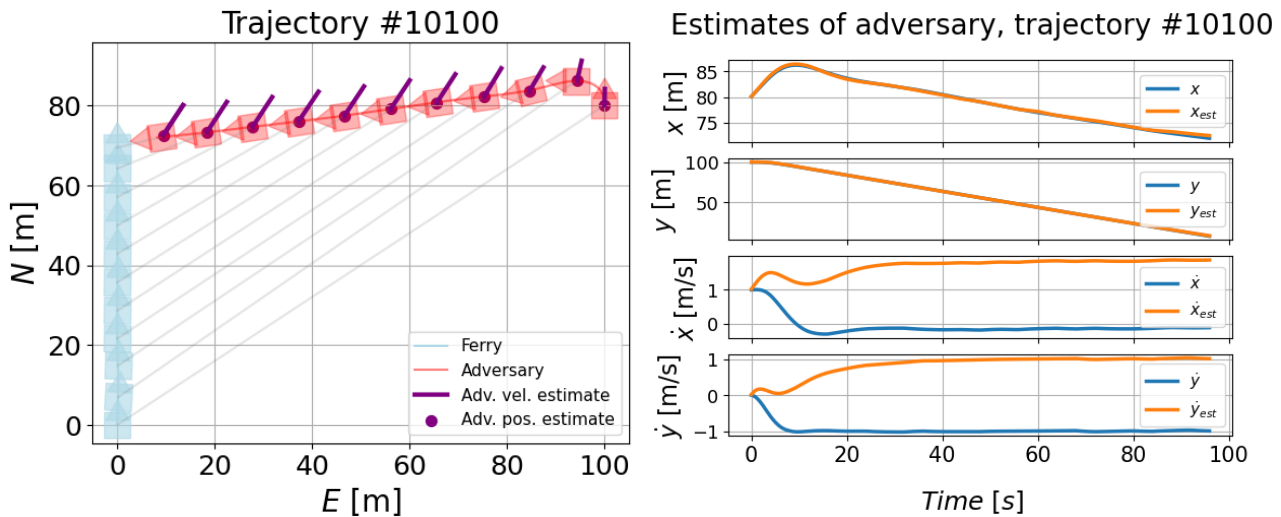 Trajectory #10100
N [m]
80
60
40
20
0
0 20 40 60 80 100
E [m]
Ferry
Adversary
Adv. vel. estimate
Adv. pos. estimate
Estimates of adversary, trajectory #10100
x [m]
85
80
75
x
x_est
y [m]
100
50
y
y_est
ẋ [m/s]
1
0
ẋ
ẋ_est
ẏ [m/s]
1
0
−1
ẏ
ẏ_est
0 20 40 60 80 100
Time [s]